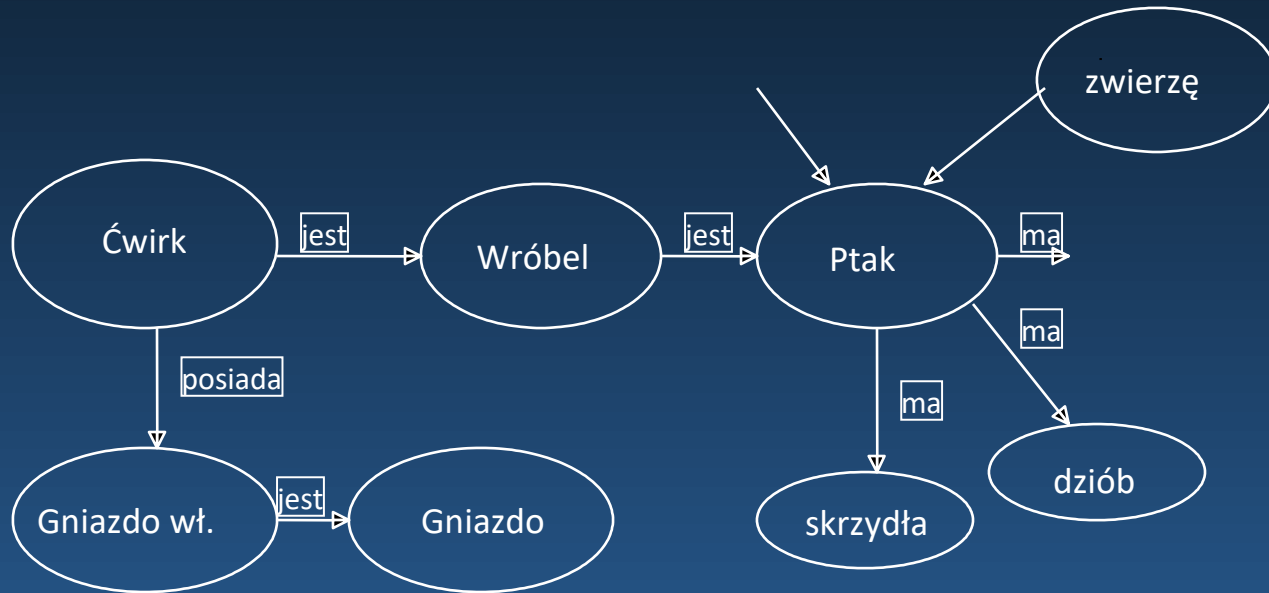 zwierzę
Ćwirk
jest
Wróbel
jest
Ptak
ma
ma
posiada
ma
Gniazdo wł.
jest
Gniazdo
skrzydła
dziób